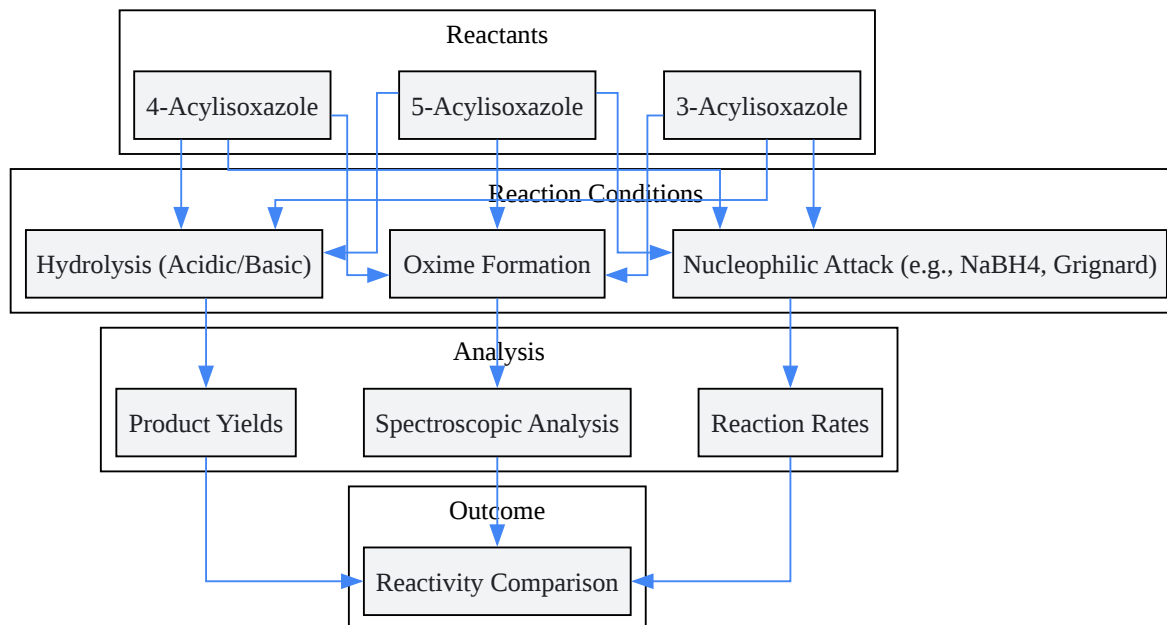 Reactants
4-Acylisoxazole
5-Acylisoxazole
3-Acylisoxazole
Reaction Conditions
Hydrolysis (Acidic/Basic)
Oxime Formation
Nucleophilic Attack (e.g., NaBH4, Grignard)
Analysis
Product Yields
Spectroscopic Analysis
Reaction Rates
Outcome
Reactivity Comparison